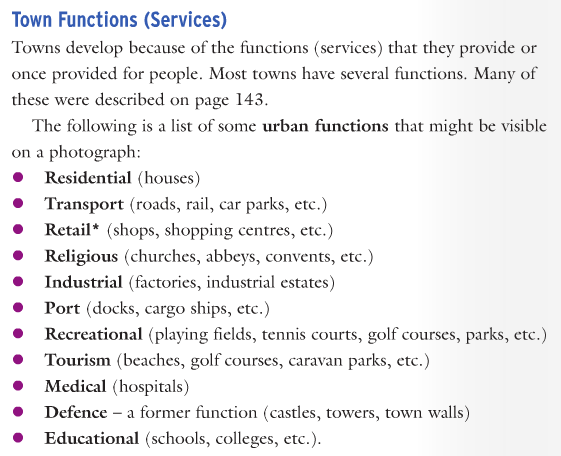 Town Functions (Services)
Towns develop because of the functions (services) that they provide or
once provided for people. Most towns have several functions. Many of
these were described on page 143.
The following is a list of some urban functions that might be visible
on a photograph:
● Residential (houses)
● Transport (roads, rail, car parks, etc.)
● Retail* (shops, shopping centres, etc.)
● Religious (churches, abbeys, convents, etc.)
● Industrial (factories, industrial estates)
● Port (docks, cargo ships, etc.)
● Recreational (playing fields, tennis courts, golf courses, parks, etc.)
● Tourism (beaches, golf courses, caravan parks, etc.)
● Medical (hospitals)
● Defence – a former function (castles, towers, town walls)
● Educational (schools, colleges, etc.).